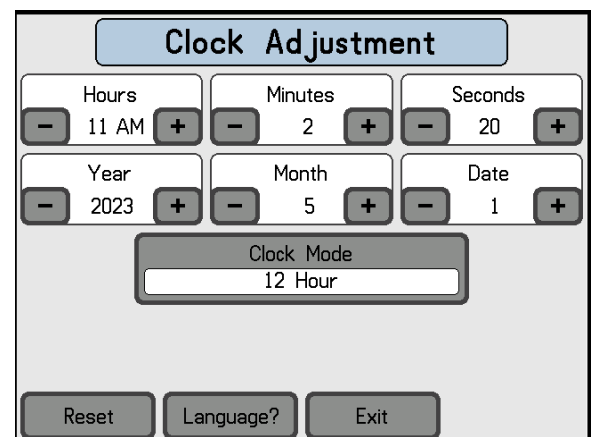 Clock Adjustment
Hours Minutes Seconds
- 11 AM + - 2 + - 20 +
Year Month Date
- 2023 + - 5 + - 1 +
Clock Mode
12 Hour
Reset Language? Exit